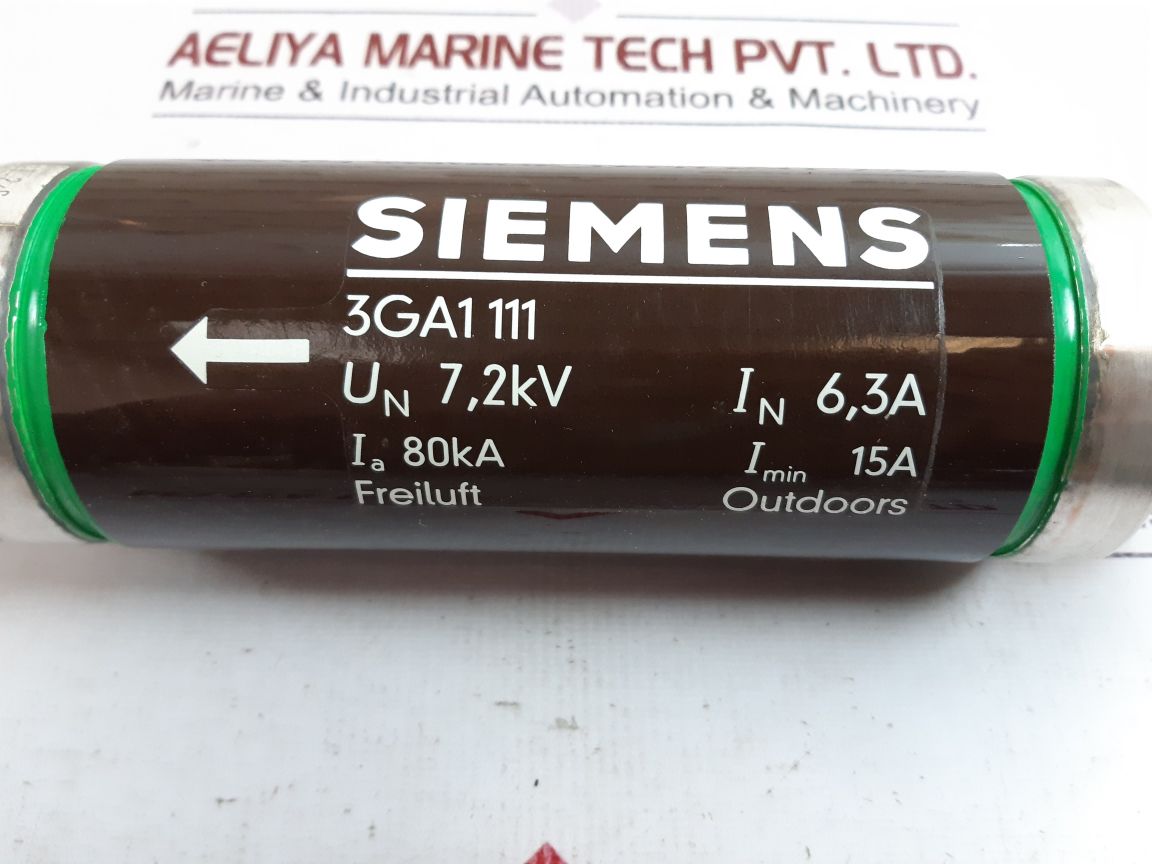 AELIYA MARINE TECH PVT. LTD.
Marine & Industrial Automation & Machinery
SIEMENS
3GA1 111
UN 7,2kV IN 6,3A
Ia 80kA Imin 15A
Freiluft Outdoors